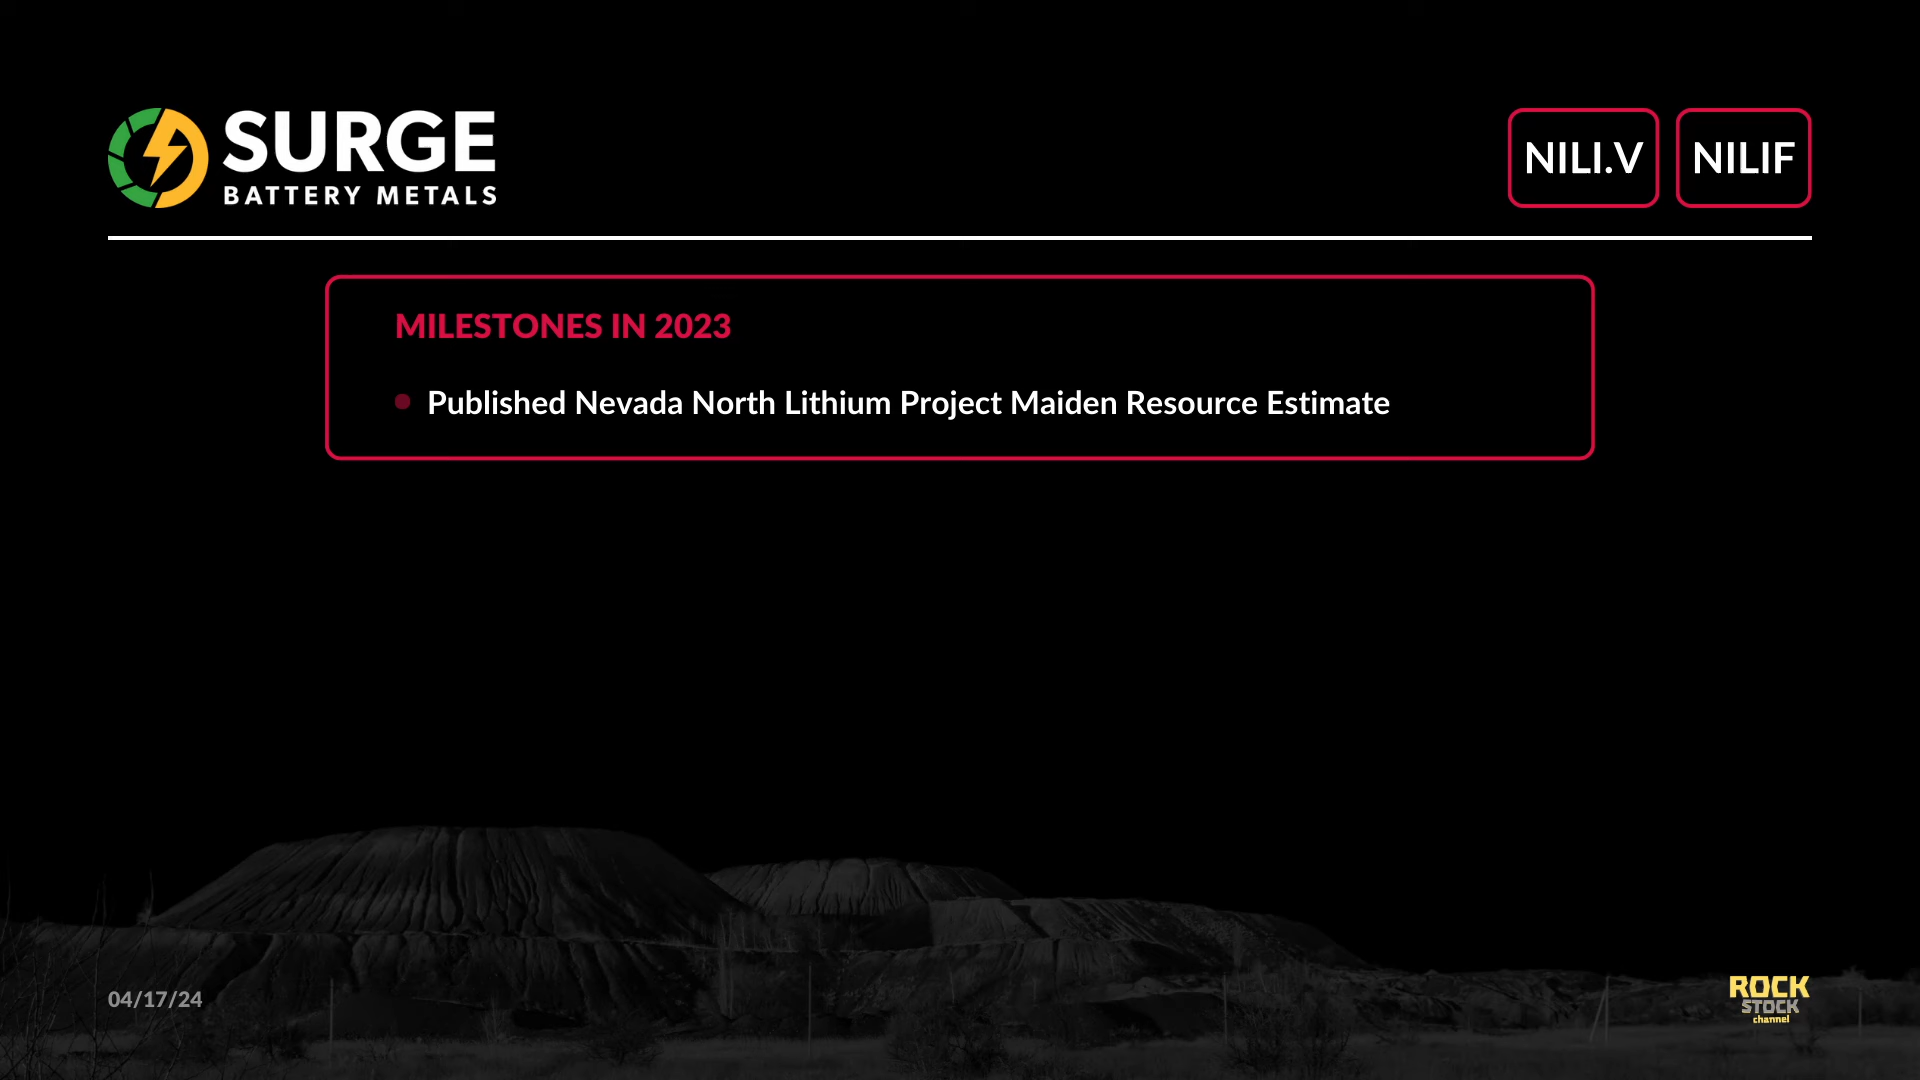 SURGE
BATTERY METALS
NILI.V
NILIF
MILESTONES IN 2023
Published Nevada North Lithium Project Maiden Resource Estimate
04/17/24
ROCK
STOCK
channel